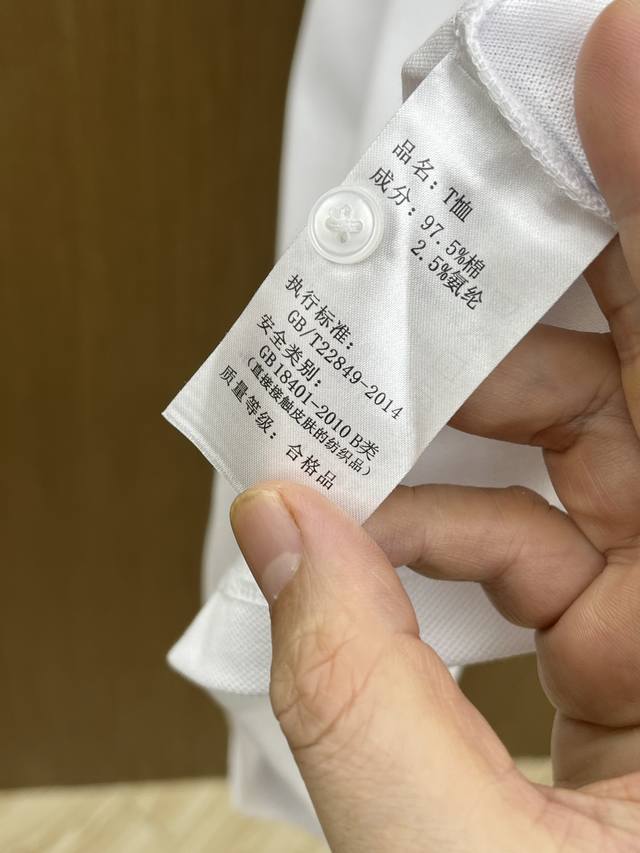 品名：T恤
成分：97.5%棉
2.5%氨纶
执行标准：
GB/T22849-2014
安全类别：
GB18401-2010 B类
（直接接触皮肤的纺织品）
质量等级：合格品